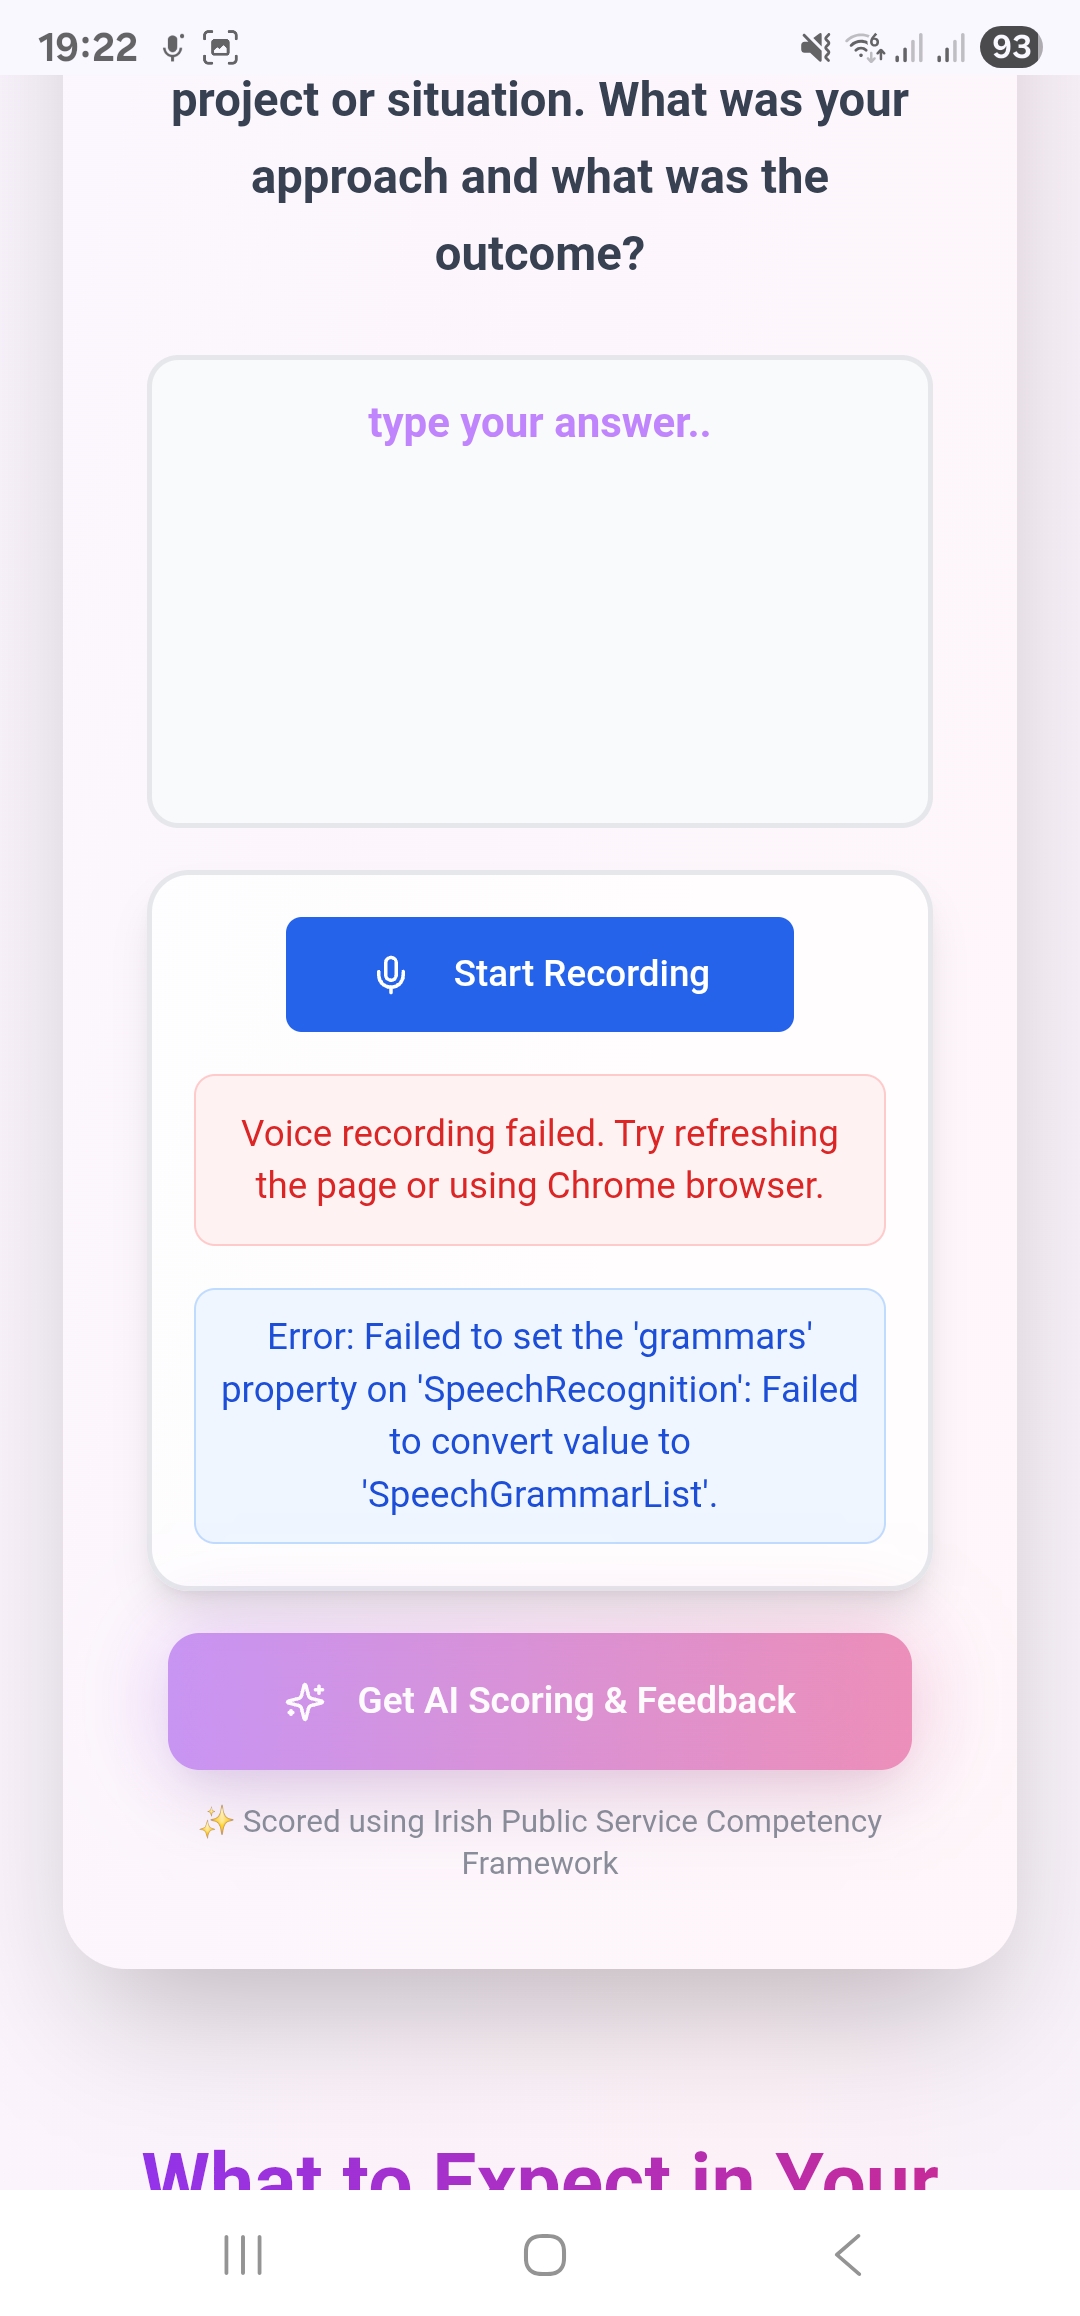 19:22
93
project or situation. What was your
approach and what was the
outcome?
type your answer..
Start Recording
Voice recording failed. Try refreshing
the page or using Chrome browser.
Error: Failed to set the 'grammars'
property on 'SpeechRecognition': Failed
to convert value to
'SpeechGrammarList'.
Get AI Scoring & Feedback
✨ Scored using Irish Public Service Competency
Framework
What to Expect in Your